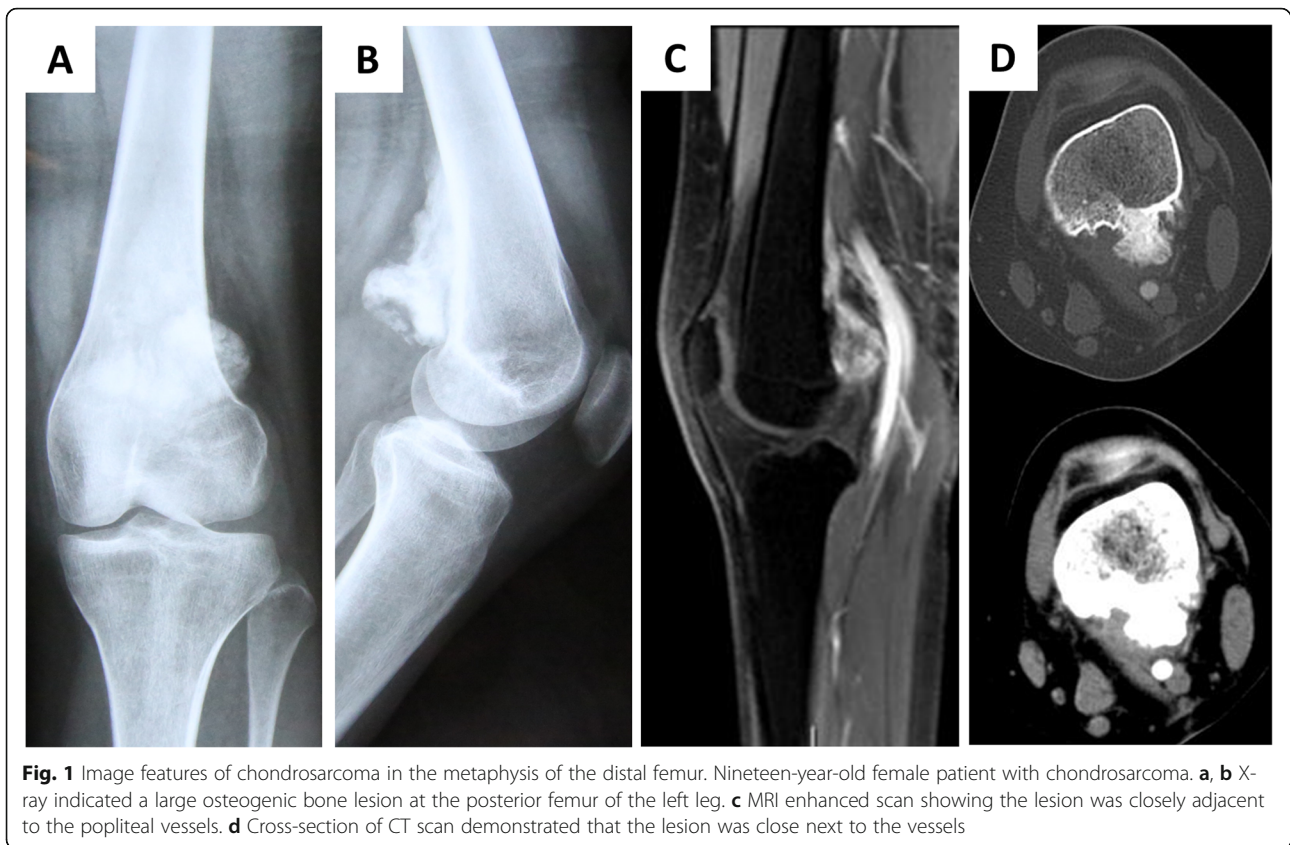 A
B
C
D
Fig. 1 Image features of chondrosarcoma in the metaphysis of the distal femur. Nineteen-year-old female patient with chondrosarcoma. a, b X-
ray indicated a large osteogenic bone lesion at the posterior femur of the left leg. c MRI enhanced scan showing the lesion was closely adjacent
to the popliteal vessels. d Cross-section of CT scan demonstrated that the lesion was close next to the vessels